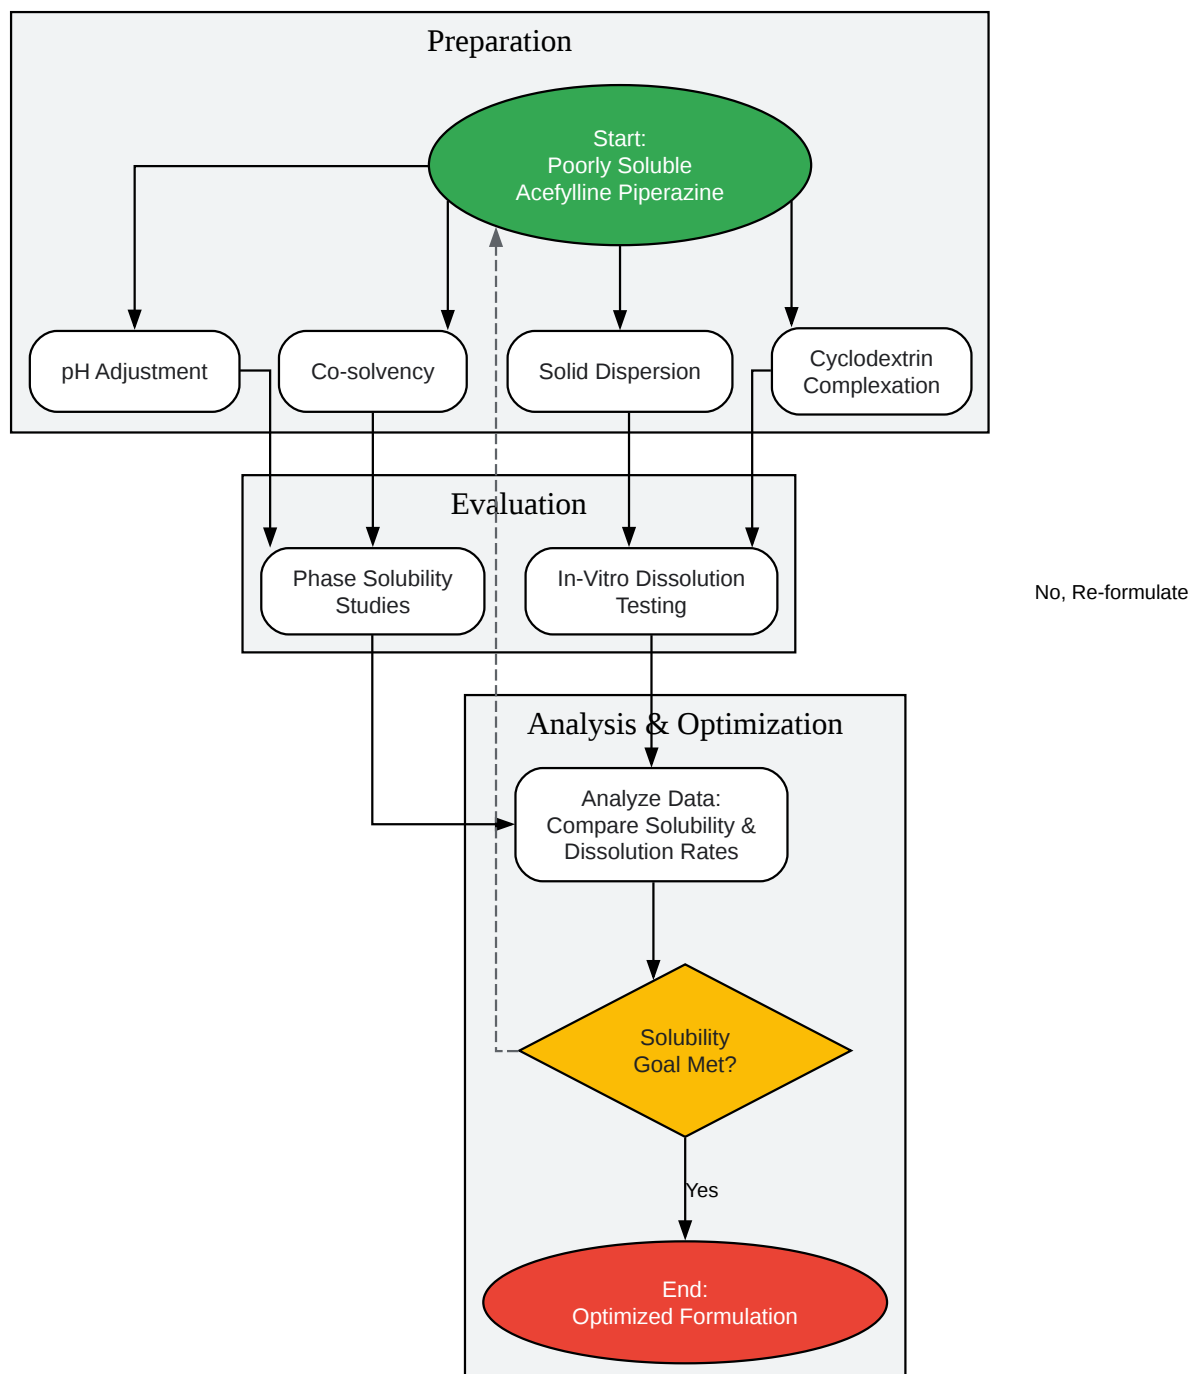 Preparation
Start:
Poorly Soluble
Acefylline Piperazine
pH Adjustment
Co-solvency
Solid Dispersion
Cyclodextrin
Complexation
Evaluation
Phase Solubility
Studies
In-Vitro Dissolution
Testing
No, Re-formulate
Analysis & Optimization
Analyze Data:
Compare Solubility &
Dissolution Rates
Solubility
Goal Met?
Yes
End:
Optimized Formulation